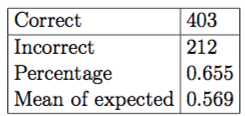 Correct 403
Incorrect 212
Percentage 0.655
Mean of expected 0.569